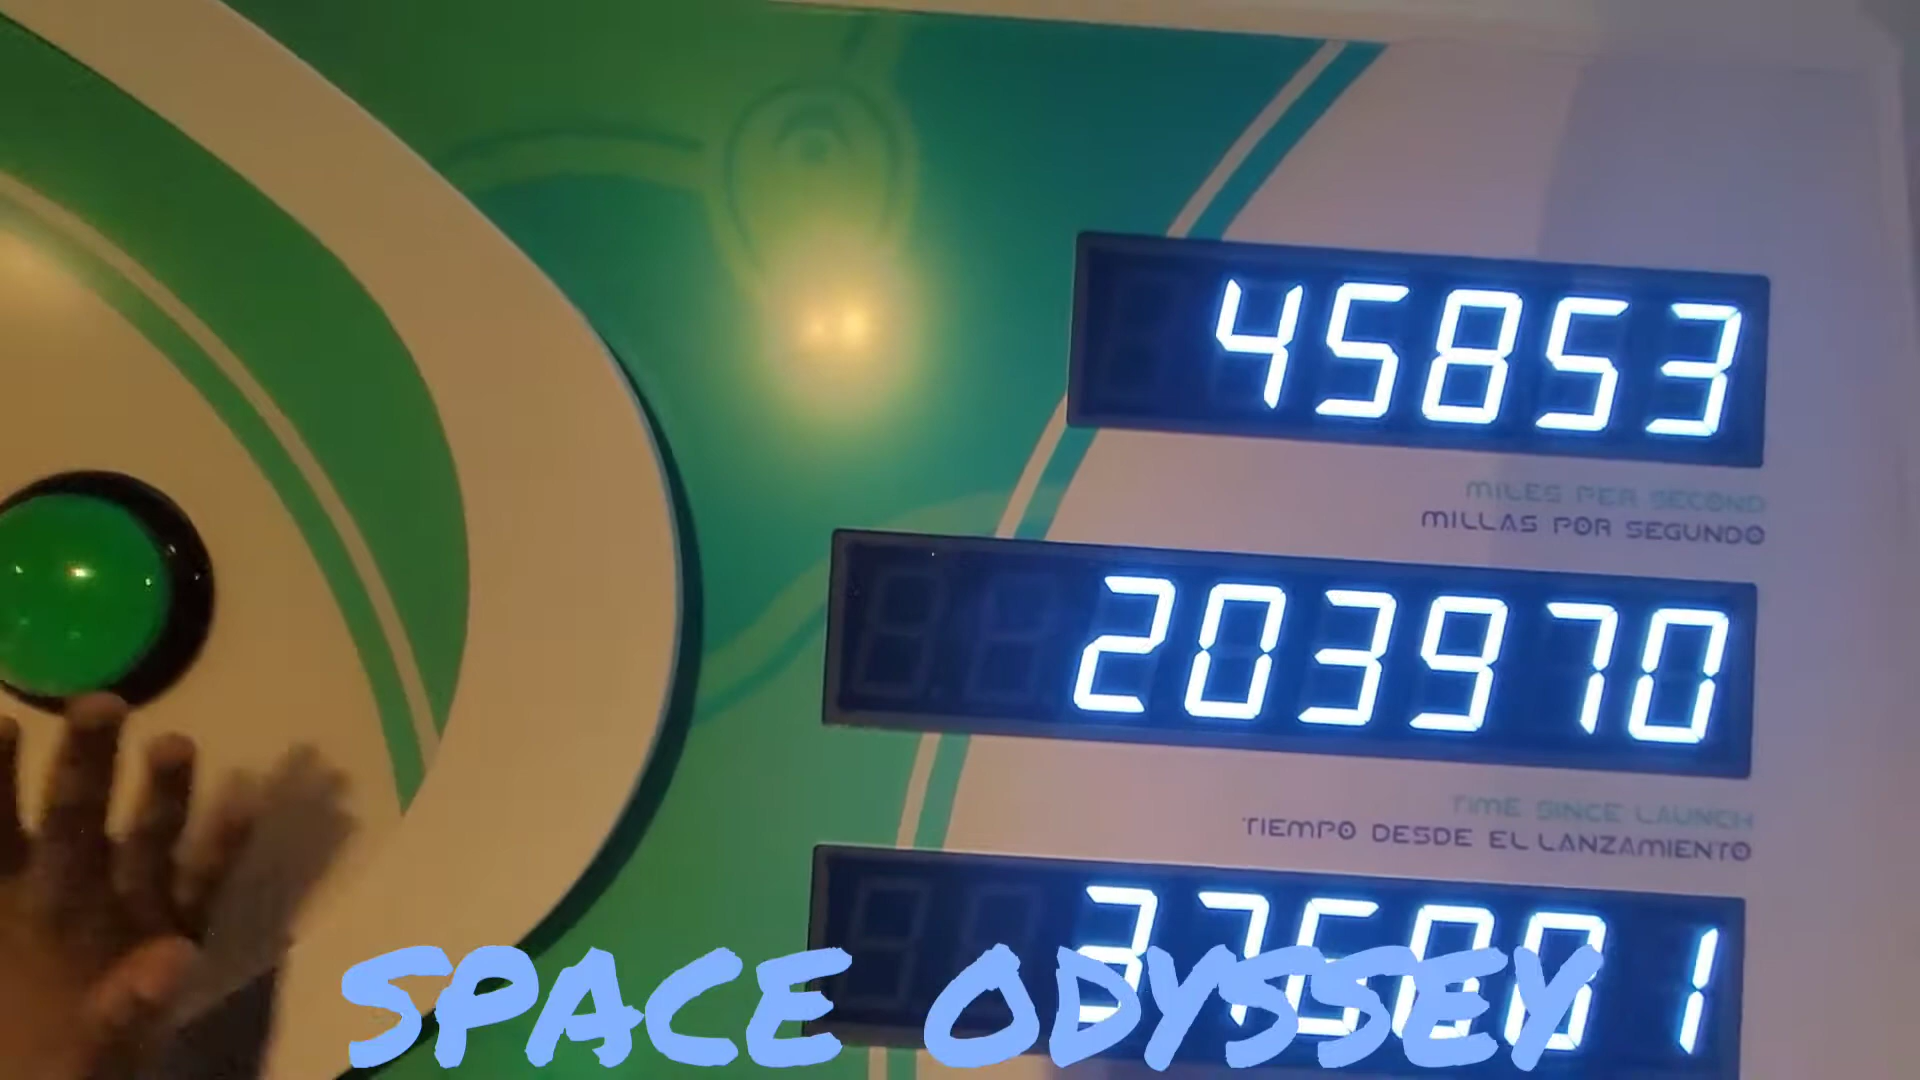 45853
MILES PER SECOND
MILLAS POR SEGUNDO
203970
TIME SINCE LAUNCH
TIEMPO DESDE EL LANZAMIENTO
SPACE ODYSSEY